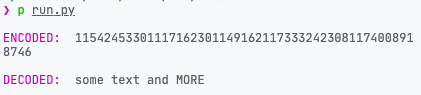 ❯ p run.py
ENCODED:  115424533011171623011491621173332423081174008918746
DECODED:  some text and MORE